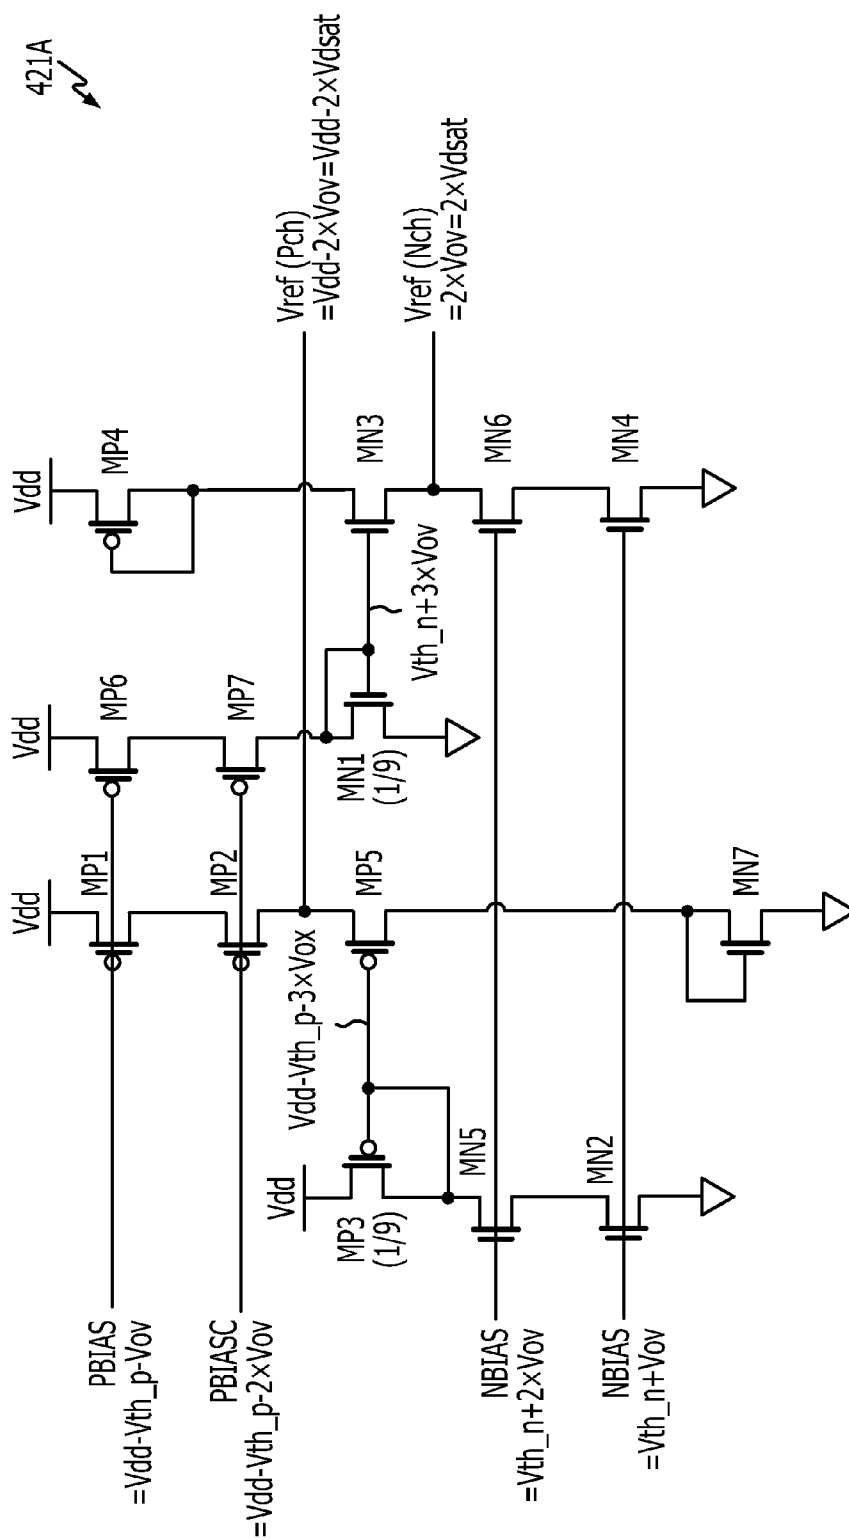 421A
Vdd
Vdd
Vdd
MP4
MP6
MP1
PBIAS
=Vdd-Vth_p-Vov
MP7
MP2
PBIASC
=Vdd-Vth_p-2×Vov
Vref (Pch)
=Vdd-2×Vov=Vdd-2×Vdsat
Vdd-Vth_p-3×Vox
Vdd
MP3
(1/9)
MP5
MN1
(1/9)
MN3
Vth_n+3×Vov
Vref (Nch)
=2×Vov=2×Vdsat
MN5
MN6
NBIAS
=Vth_n+2×Vov
MN2
MN4
NBIAS
=Vth_n+Vov
MN7